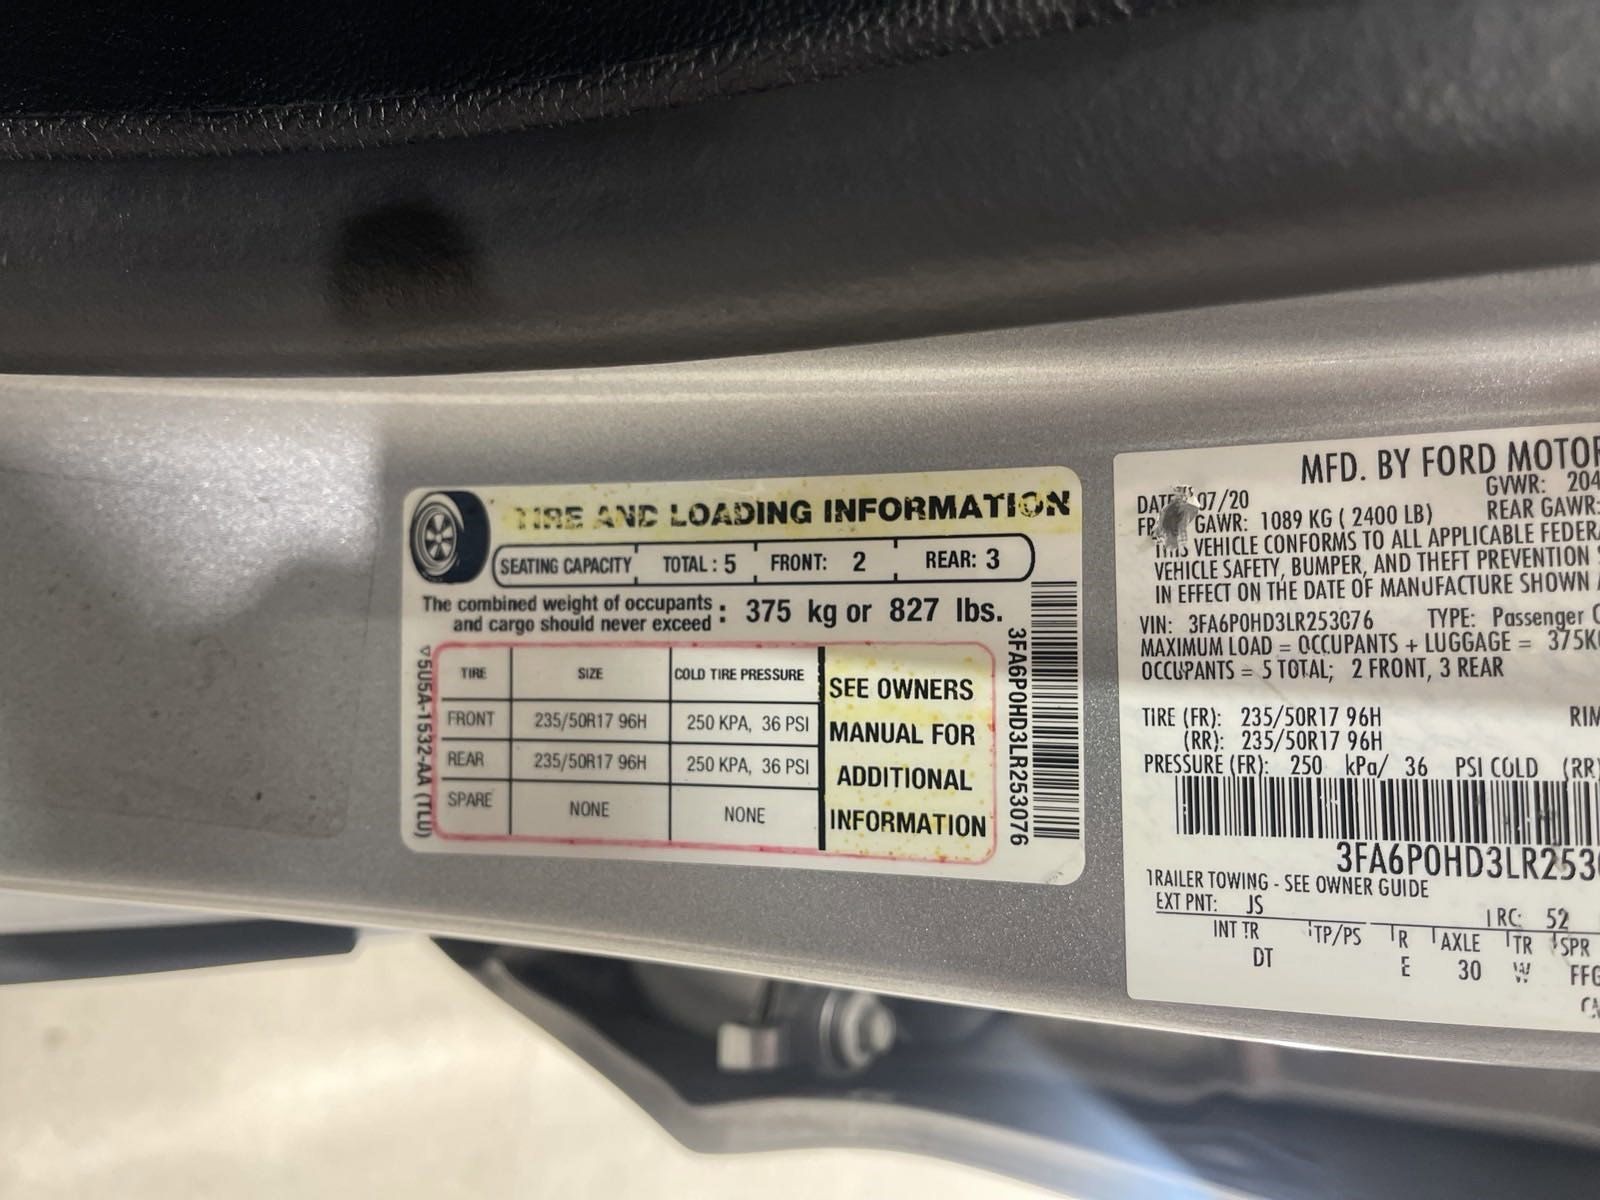 TIRE AND LOADING INFORMATION
SEATING CAPACITY TOTAL : 5 FRONT: 2 REAR: 3
The combined weight of occupants
and cargo should never exceed : 375 kg or 827 lbs.
TIRE SIZE COLD TIRE PRESSURE
FRONT 235/50R17 96H 250 KPA, 36 PSI
REAR 235/50R17 96H 250 KPA, 36 PSI
SPARE NONE NONE
SEE OWNERS
MANUAL FOR
ADDITIONAL
INFORMATION
5U5A-1532-AA (TLU)
3FA6P0HD3LR253076
MFD. BY FORD MOTOR
DATE 07/20 GVWR: 204
FR GAWR: 1089 KG ( 2400 LB) REAR GAWR:
THIS VEHICLE CONFORMS TO ALL APPLICABLE FEDERA
VEHICLE SAFETY, BUMPER, AND THEFT PREVENTION
IN EFFECT ON THE DATE OF MANUFACTURE SHOWN A
VIN: 3FA6P0HD3LR253076 TYPE: Passenger C
MAXIMUM LOAD = OCCUPANTS + LUGGAGE = 375K
OCCUPANTS = 5 TOTAL; 2 FRONT, 3 REAR
TIRE (FR): 235/50R17 96H RIM
(RR): 235/50R17 96H
PRESSURE (FR): 250 kPa/ 36 PSI COLD (RR)
3FA6P0HD3LR2530
TRAILER TOWING - SEE OWNER GUIDE
EXT PNT: JS RC: 52
INT TR TP/PS R AXLE TR SPR
DT E 30 W FFG